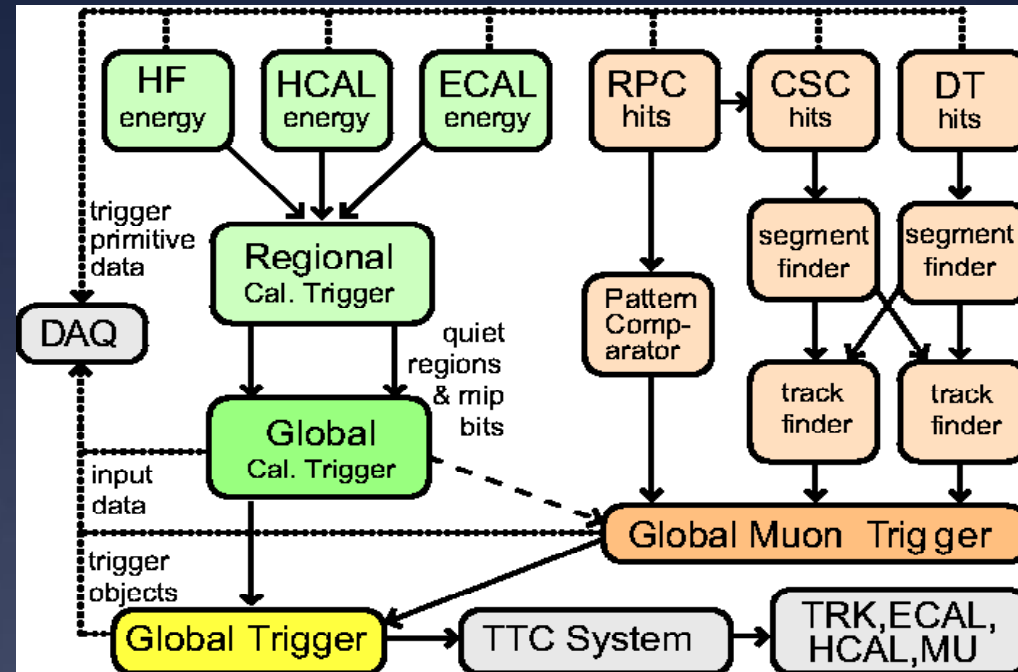 HF
energy
HCAL
energy
ECAL
energy
RPC
hits
CSC
hits
DT
hits
trigger
primitive
data
Regional
Cal. Trigger
segment
finder
segment
finder
Pattern
Comp-
arator
DAQ
quiet
regions
& mip
bits
track
finder
track
finder
Global
Cal. Trigger
input
data
Global Muon Trigger
trigger
objects
Global Trigger
TTC System
TRK,ECAL,
HCAL,MU